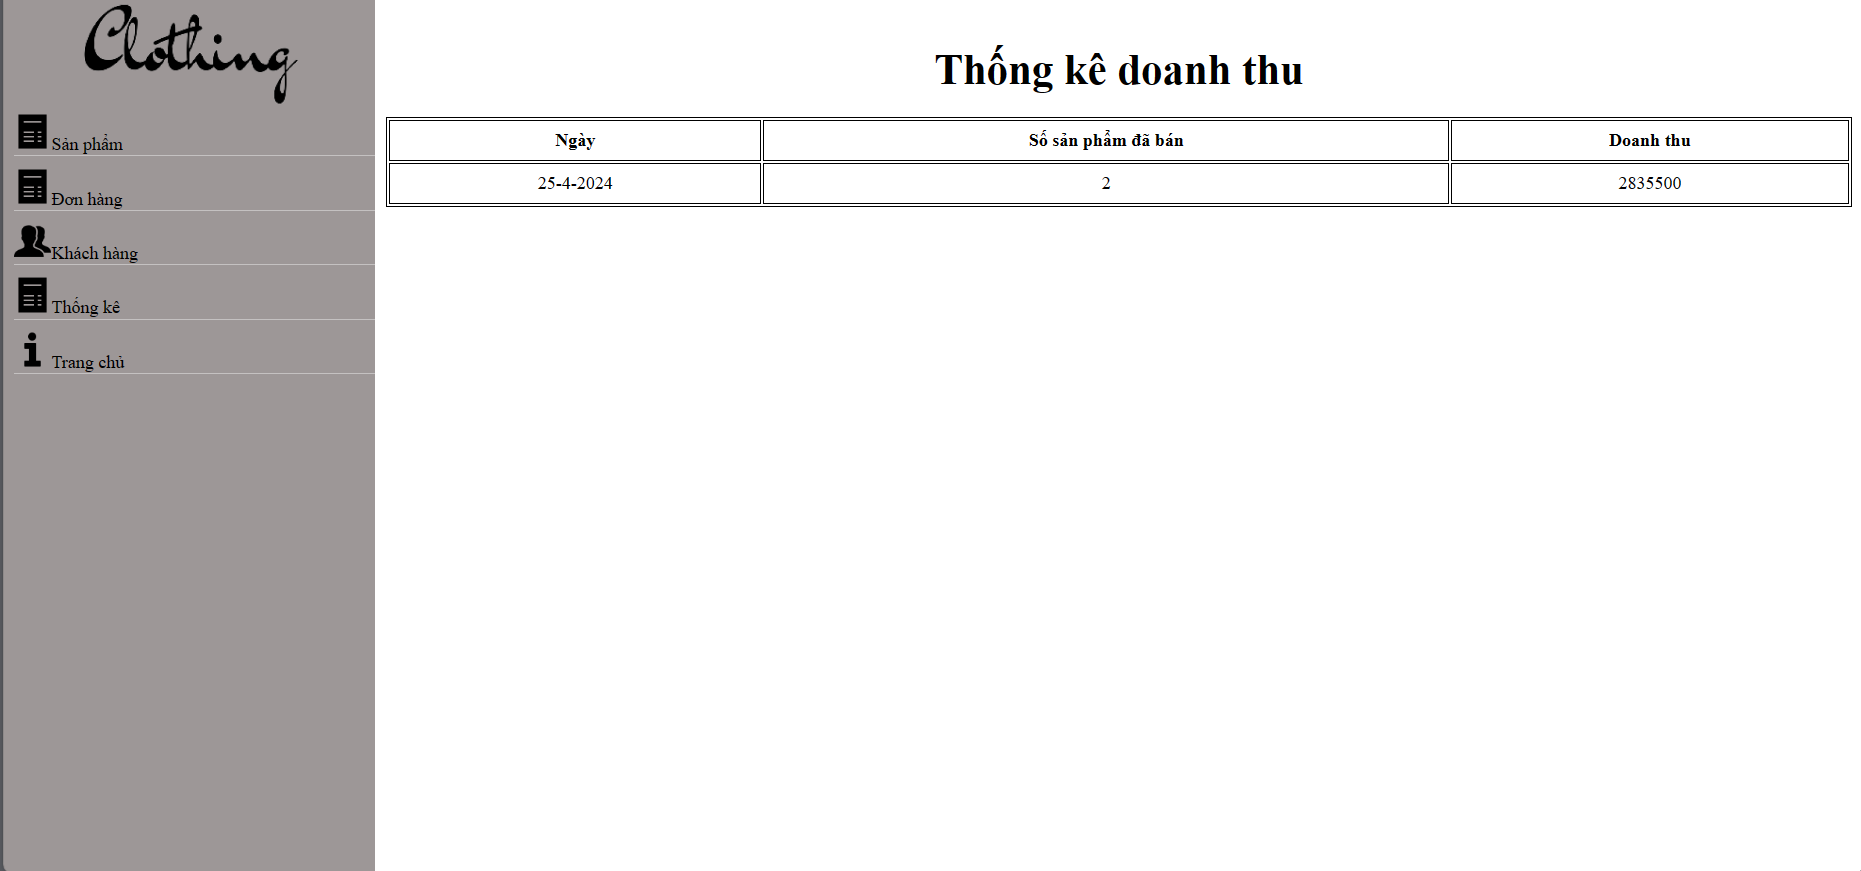 Clothing
Sản phẩm
Đơn hàng
Khách hàng
Thống kê
Trang chủ
Thống kê doanh thu
Ngày Số sản phẩm đã bán Doanh thu
25-4-2024 2 2835500